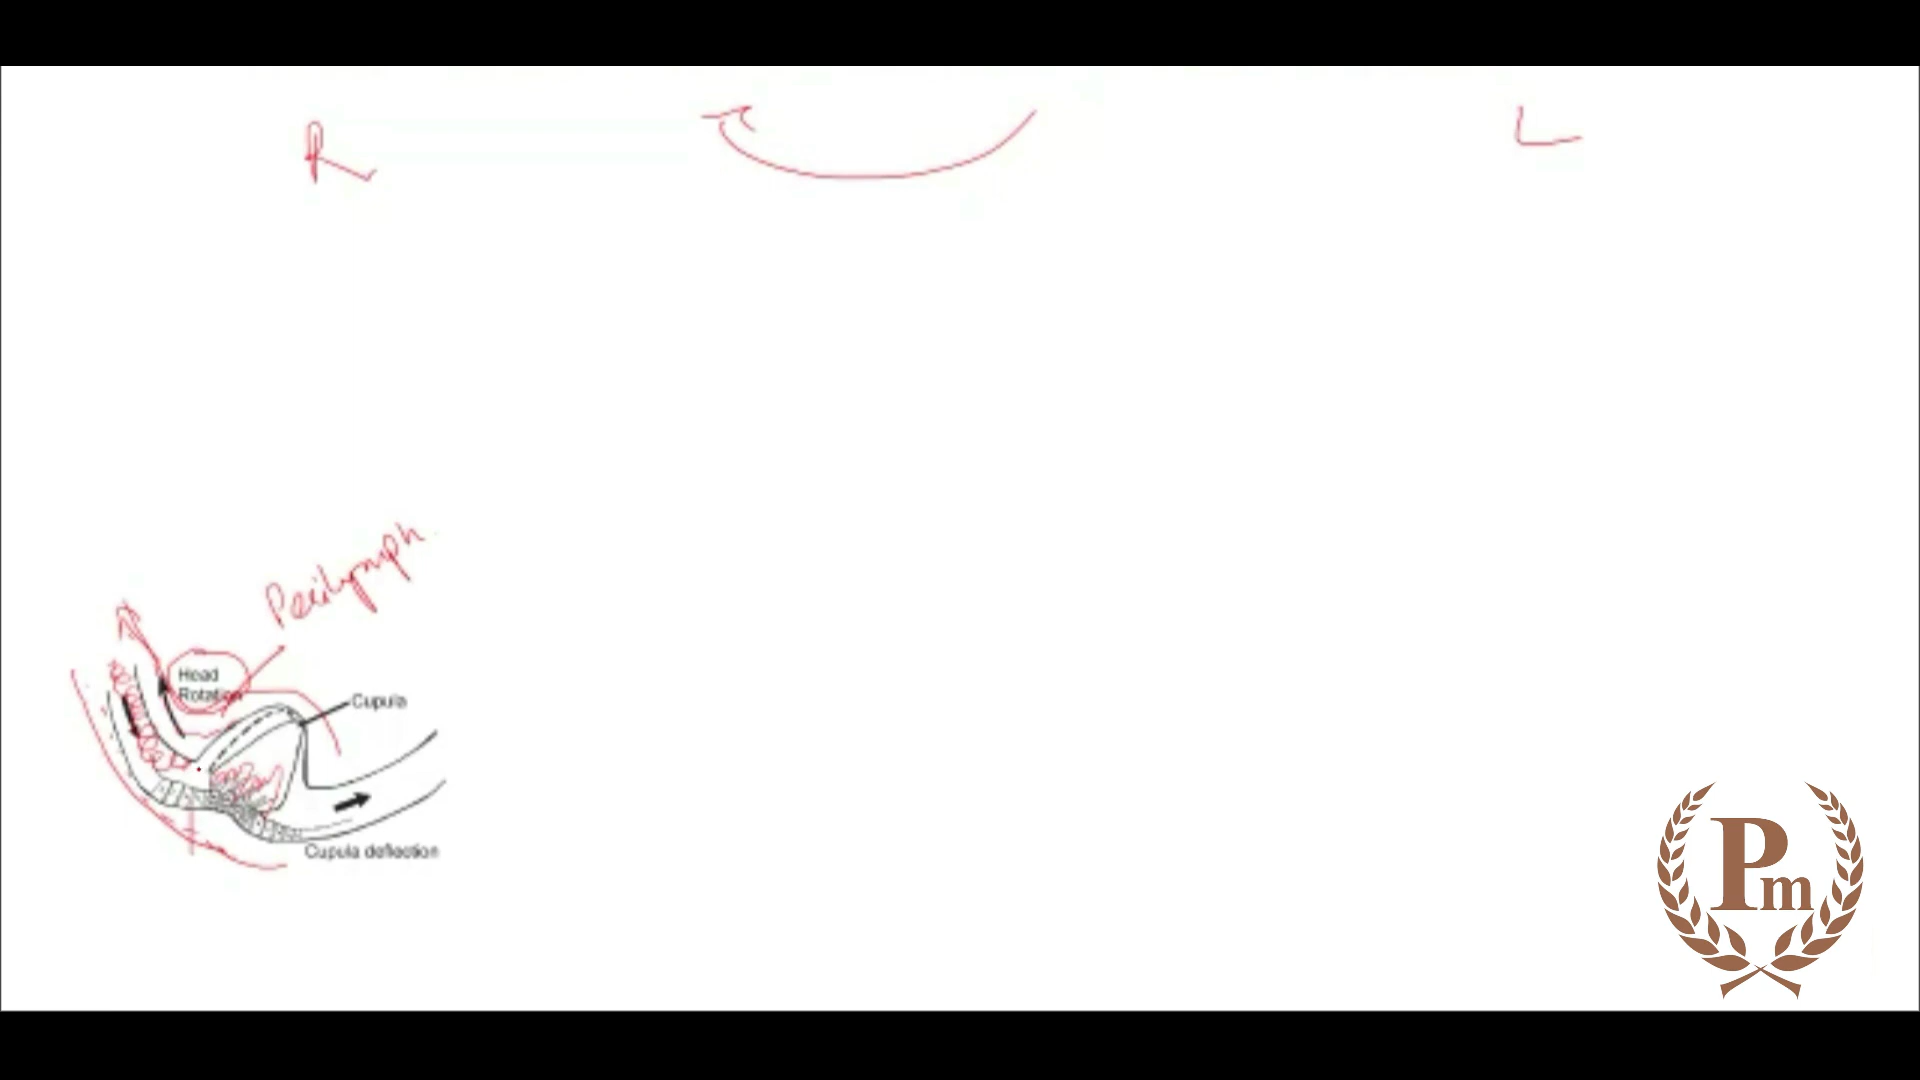 R
L
Perilymph
Head
Rotation
Cupula
Cupula deflection
Pm